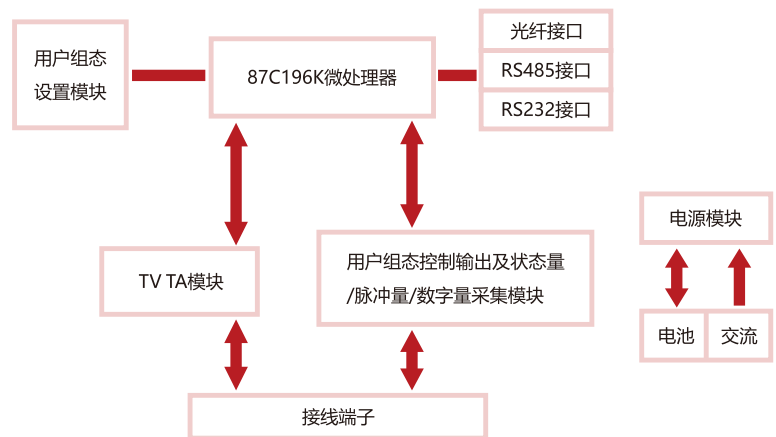 用户组态
设置模块
87C196K微处理器
光纤接口
RS485接口
RS232接口
TV TA模块
用户组态控制输出及状态量
/脉冲量/数字量采集模块
接线端子
电源模块
电池
交流